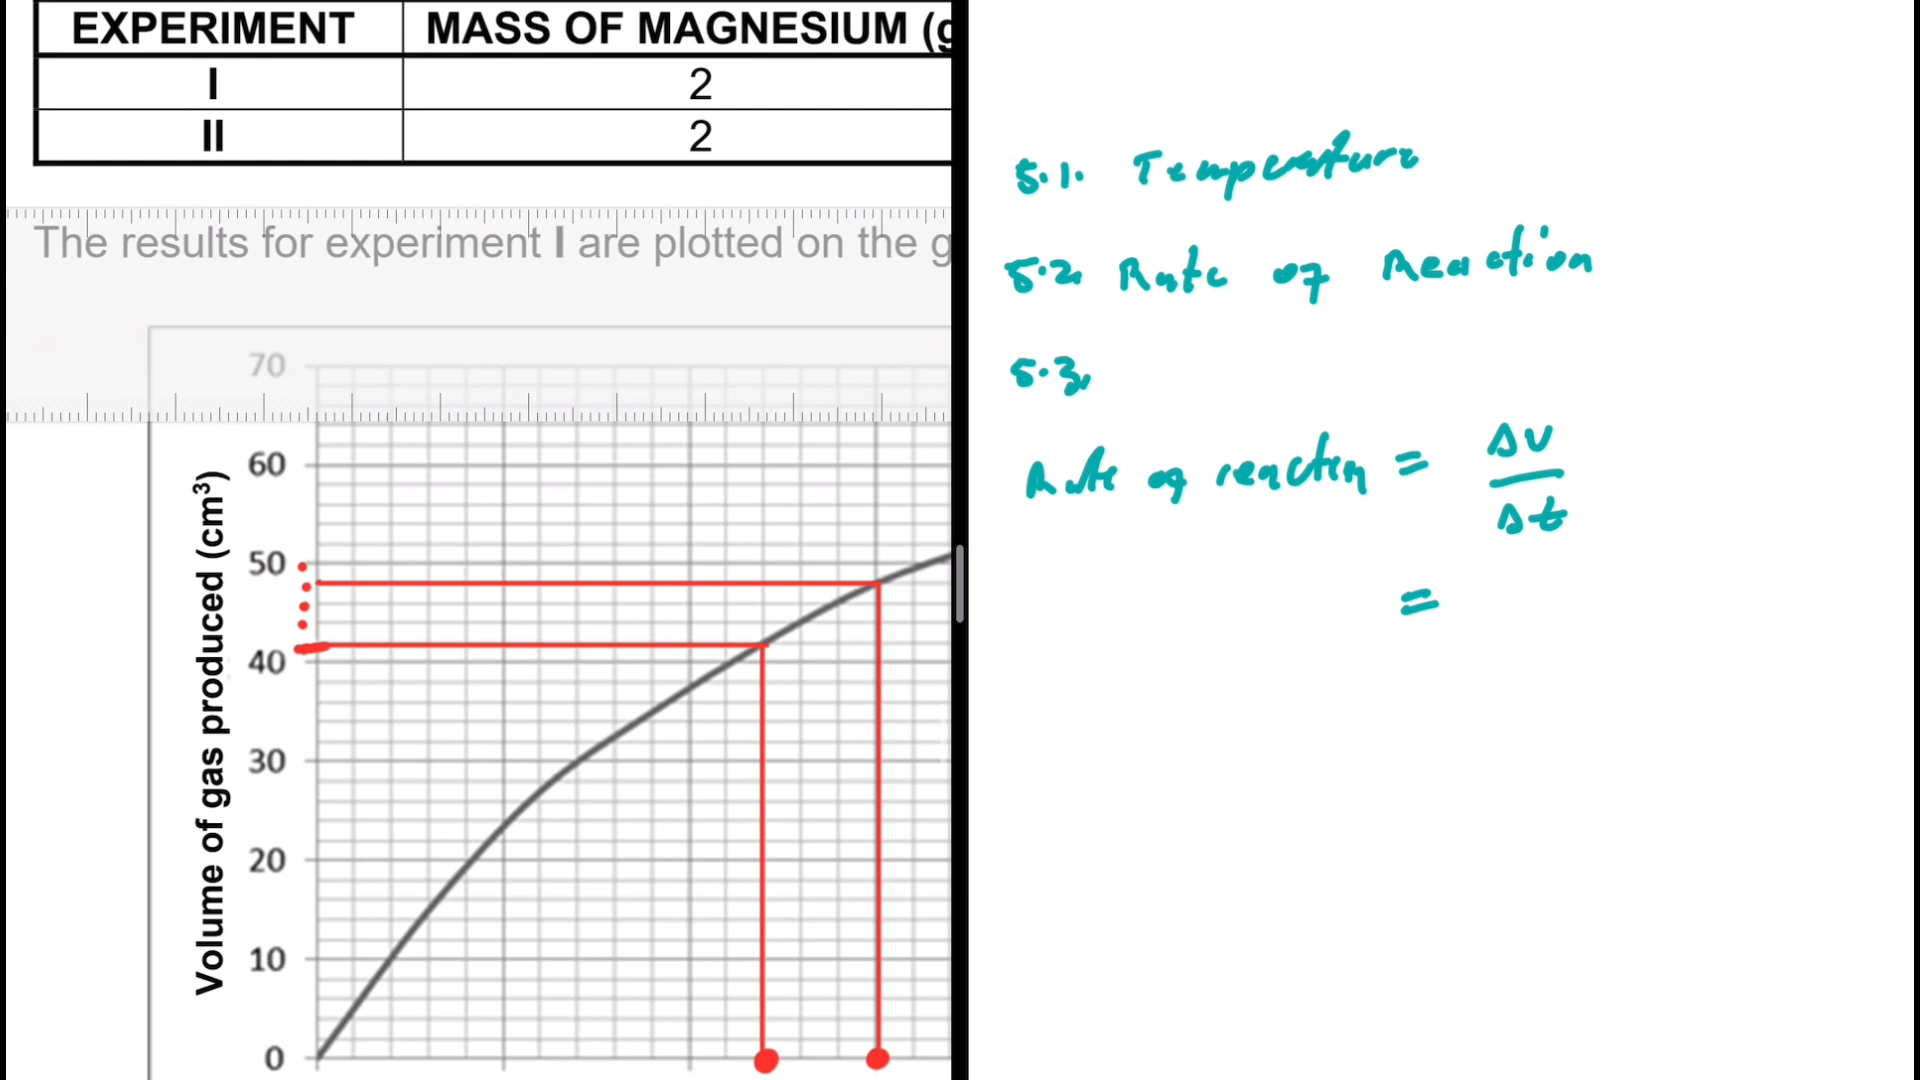 EXPERIMENT MASS OF MAGNESIUM (g
I 2
II 2
The results for experiment I are plotted on the g
Volume of gas produced (cm³)
70
60
50
40
30
20
10
0
5.1. Temperature
5.2. Rate of Reaction
5.3.
Rate of reaction = ΔV
Δt
=